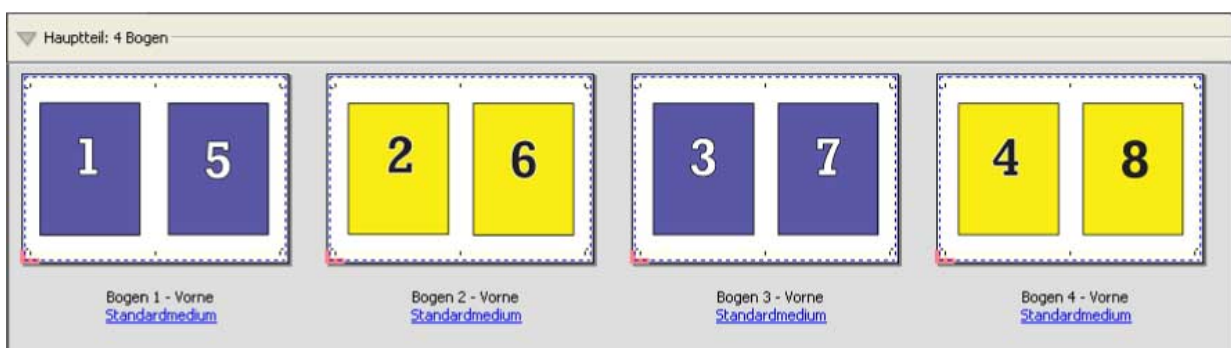 Hauptteil: 4 Bogen
1 5 2 6 3 7 4 8
Bogen 1 - Vorne
Standardmedium
Bogen 2 - Vorne
Standardmedium
Bogen 3 - Vorne
Standardmedium
Bogen 4 - Vorne
Standardmedium